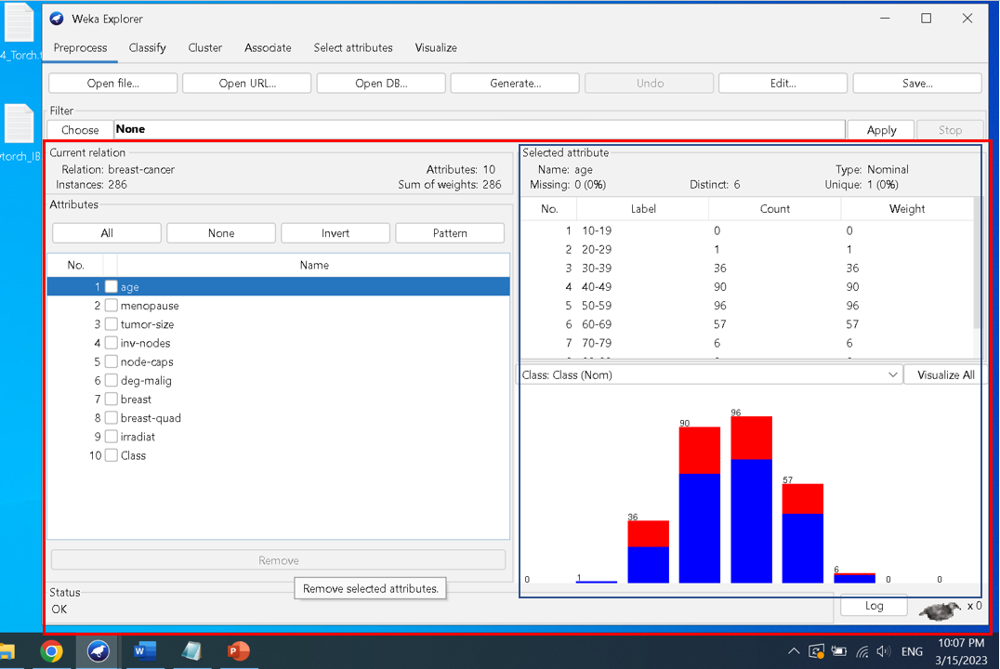 Weka Explorer
4_Torch.t
Preprocess Classify Cluster Associate Select attributes Visualize
Open file... Open URL... Open DB... Generate... Undo Edit... Save...
Filter
Choose None Apply Stop
ytorch_IB
Current relation
Relation: breast-cancer Attributes: 10
Instances: 286 Sum of weights: 286
Attributes
All None Invert Pattern
No. Name
1 age
2 menopause
3 tumor-size
4 inv-nodes
5 node-caps
6 deg-malig
7 breast
8 breast-quad
9 irradiat
10 Class
Remove
Remove selected attributes.
Status
OK
Selected attribute
Name: age Type: Nominal
Missing: 0 (0%) Distinct: 6 Unique: 1 (0%)
No. Label Count Weight
1 10-19 0 0
2 20-29 1 1
3 30-39 36 36
4 40-49 90 90
5 50-59 96 96
6 60-69 57 57
7 70-79 6 6
Class: Class (Nom) Visualize All
0 1 36 90 96 57 6 0 0
Log x 0
ENG
10:07 PM
3/15/2023